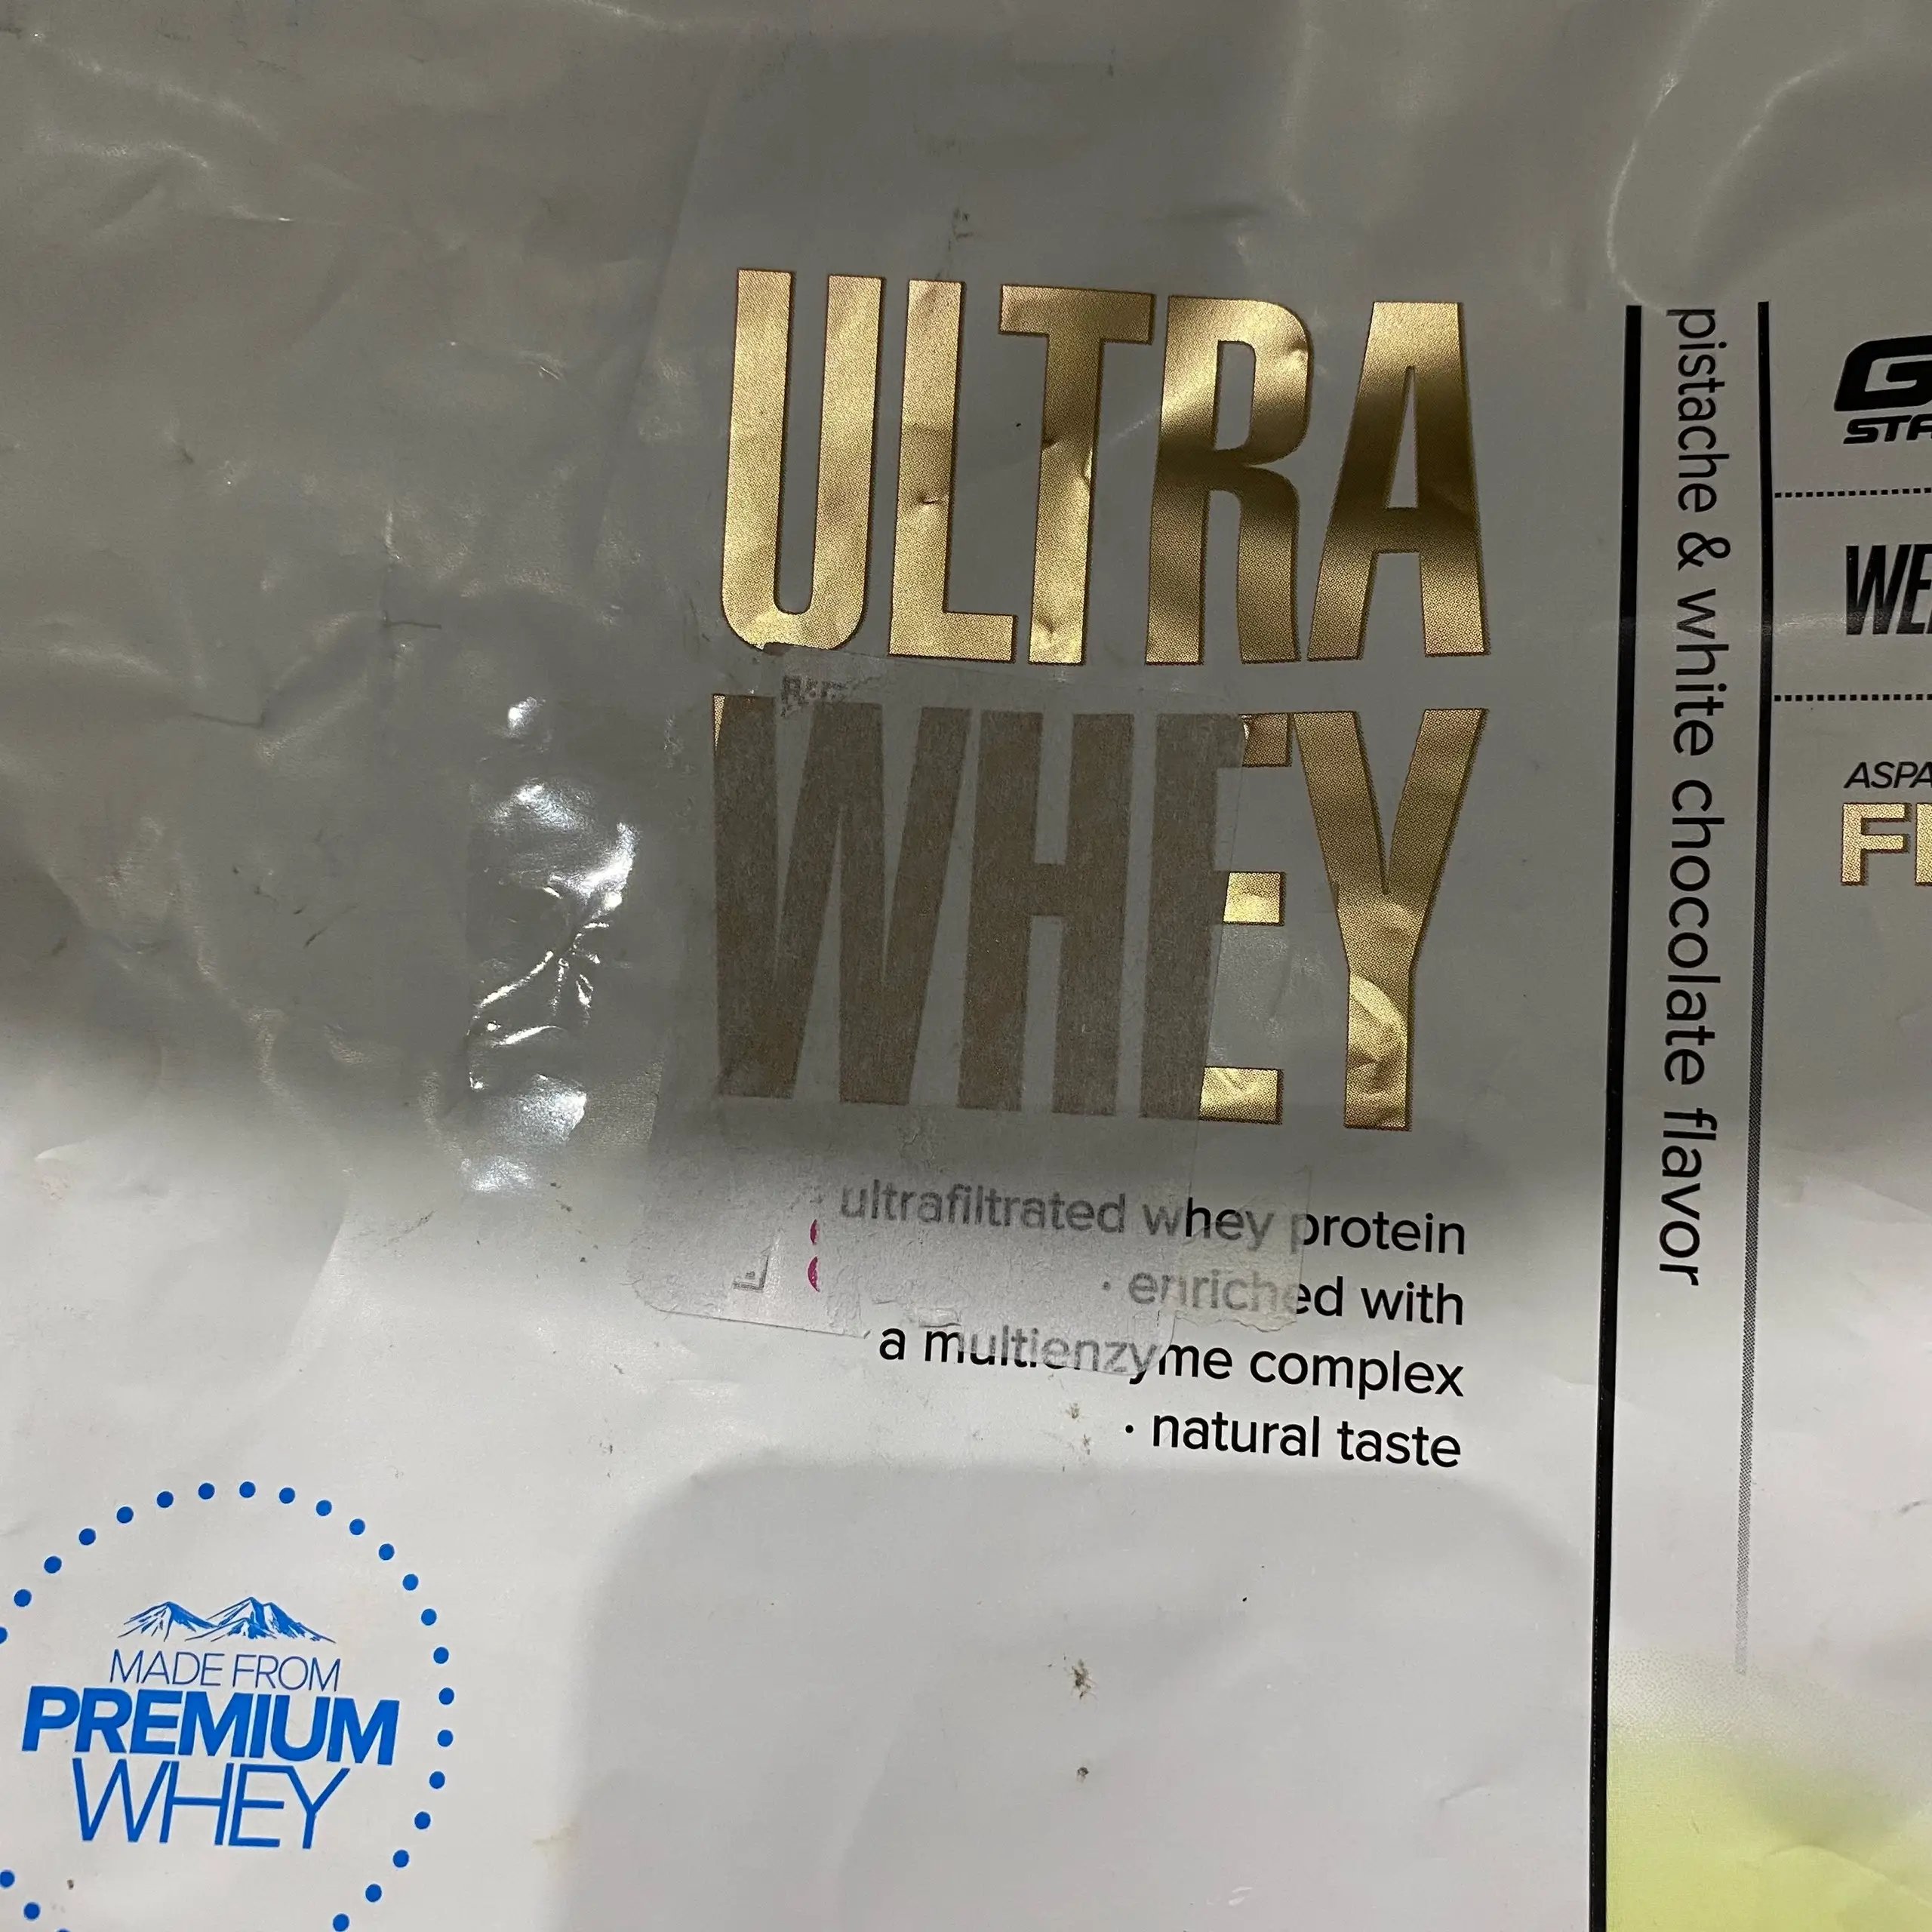 ULTRA
WHEY
ultrafiltrated whey protein
· enriched with
a multienzyme complex
· natural taste
pistache & white chocolate flavor
MADE FROM
PREMIUM
WHEY